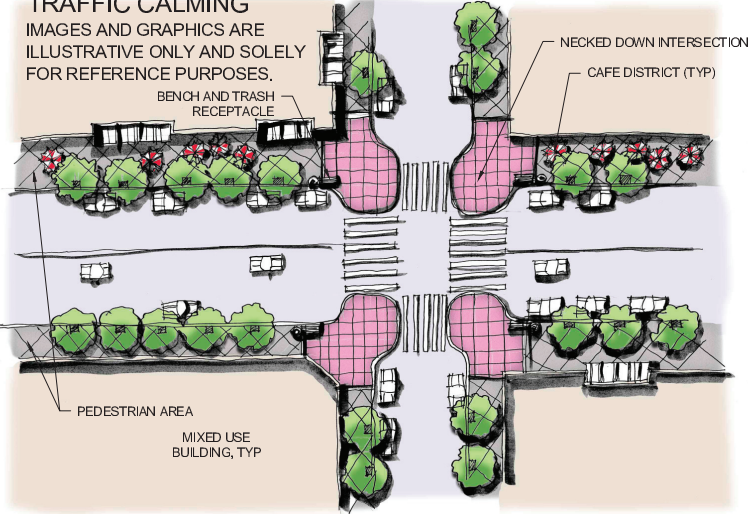 TRAFFIC CALMING
IMAGES AND GRAPHICS ARE
ILLUSTRATIVE ONLY AND SOLELY
FOR REFERENCE PURPOSES.
BENCH AND TRASH
RECEPTACLE
NECKED DOWN INTERSECTION
CAFE DISTRICT (TYP)
PEDESTRIAN AREA
MIXED USE
BUILDING, TYP